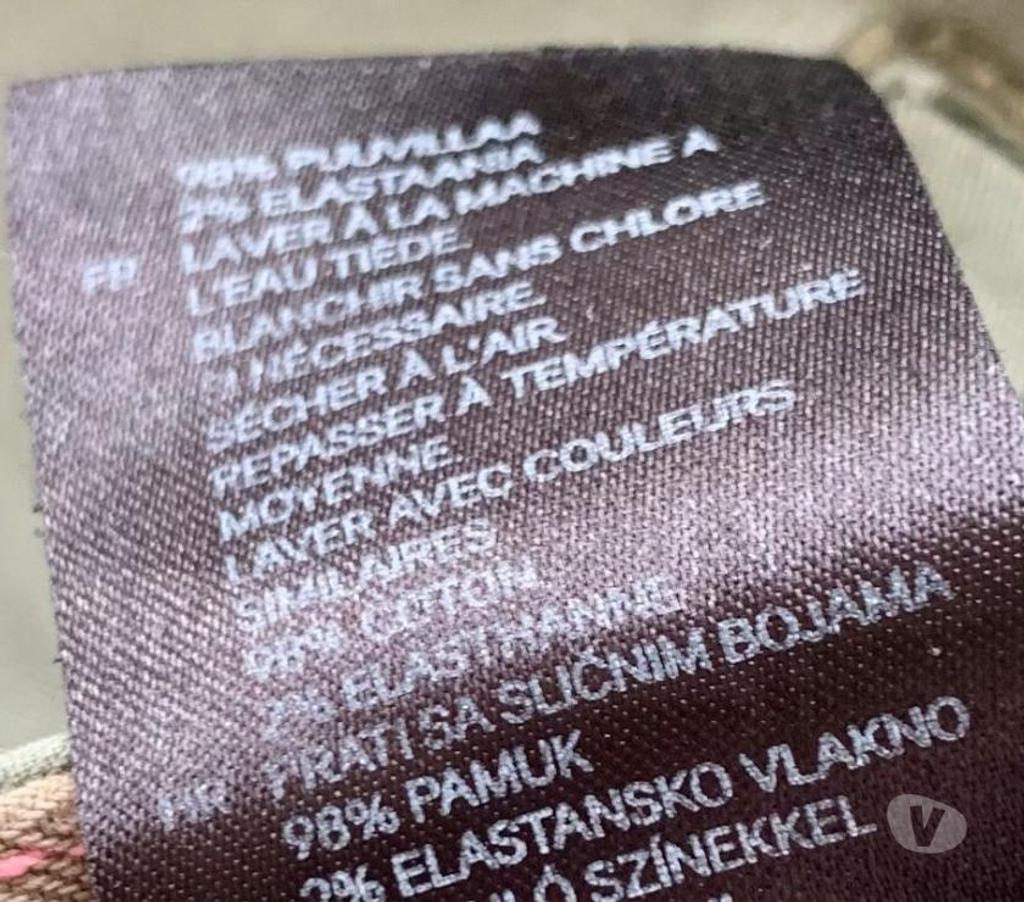 98% PUUVILLAA
2% ELASTAANIA
FR LAVER À LA MACHINE À
L'EAU TIÈDE.
BLANCHIR SANS CHLORE
SI NÉCESSAIRE.
SÉCHER À L'AIR
REPASSER À TEMPÉRATURE
MOYENNE.
LAVER AVEC COULEURS
SIMILAIRES
98% COTON
2% ELASTHANNE
HR PRATI SA SLIČNIM BOJAMA
98% PAMUK
2% ELASTANSKO VLAKNO
SZÍNEKKEL
V